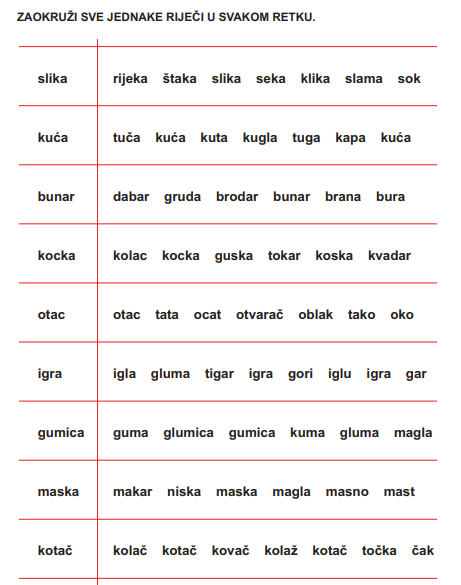 ZAOKRUŽI SVE JEDNAKE RIJEČI U SVAKOM RETKU.
slika rijeka štaka slika seka klika slama sok
kuća tuča kuća kuta kugla tuga kapa kuća
bunar dabar gruda brodar bunar brana bura
kocka kolac kocka guska tokar koska kvadar
otac otac tata ocat otvarač oblak tako oko
igra igla gluma tigar igra gori iglu igra gar
gumica guma glumica gumica kuma gluma magla
maska makar niska maska magla masno mast
kotač kolač kotač kovač kolaž kotač točka čak